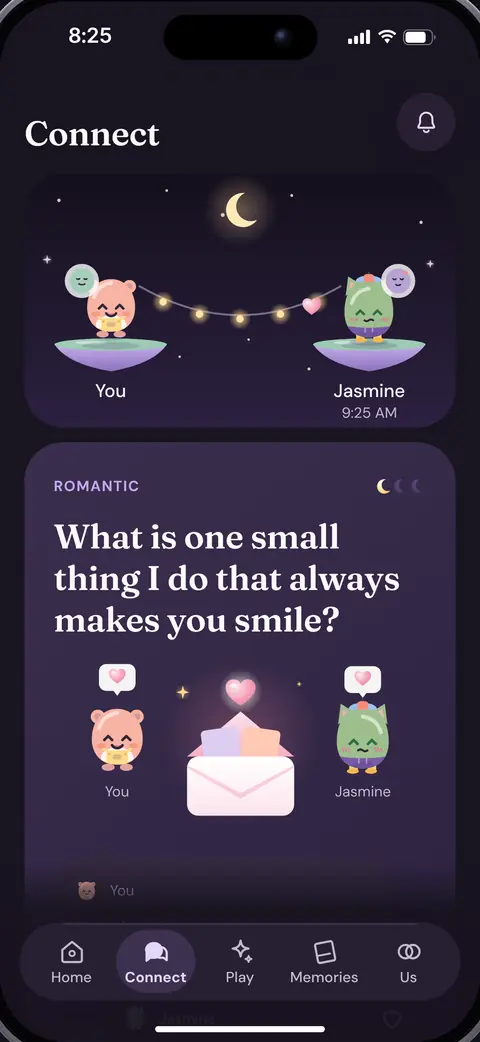 8:25
Connect
You
Jasmine
9:25 AM
ROMANTIC
What is one small
thing I do that always
makes you smile?
You
Jasmine
You
Home
Connect
Play
Memories
Us
Jasmine